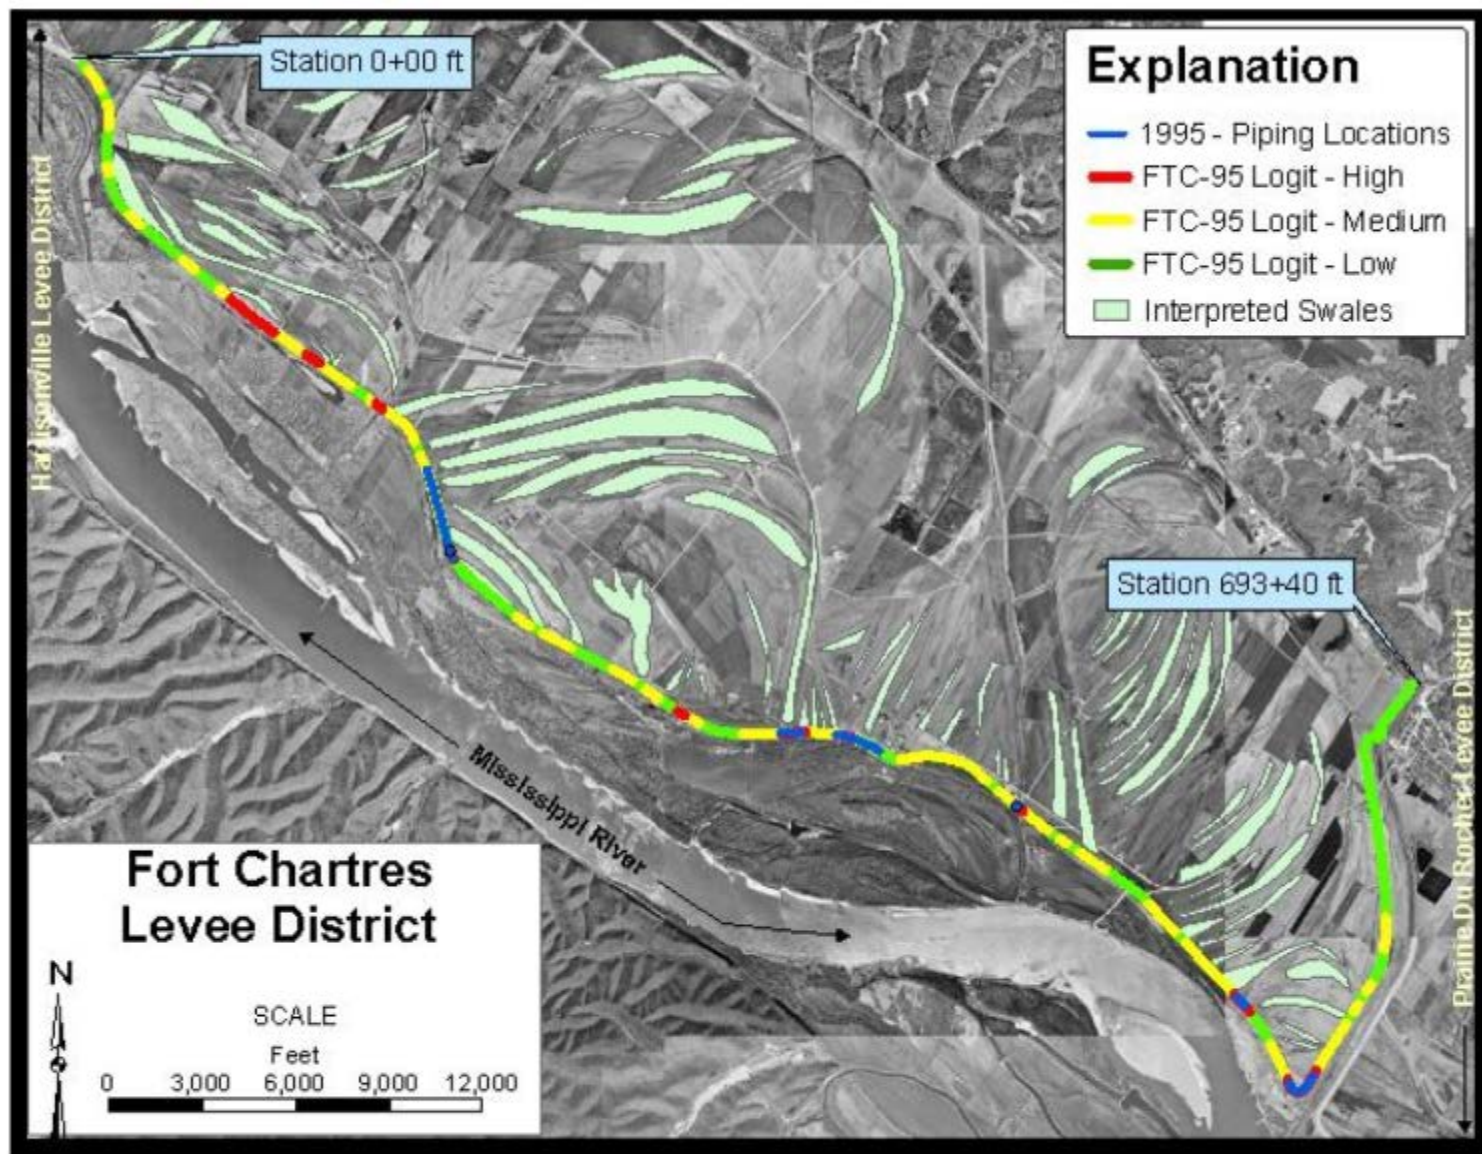 Station 0+00 ft
Explanation
1995 - Piping Locations
FTC-95 Logit - High
FTC-95 Logit - Medium
FTC-95 Logit - Low
Interpreted Swales
Harrisonville Levee District
Station 693+40 ft
Mississippi River
Prairie Du Rocher Levee District
Fort Chartres
Levee District
N
SCALE
Feet
0 3,000 6,000 9,000 12,000